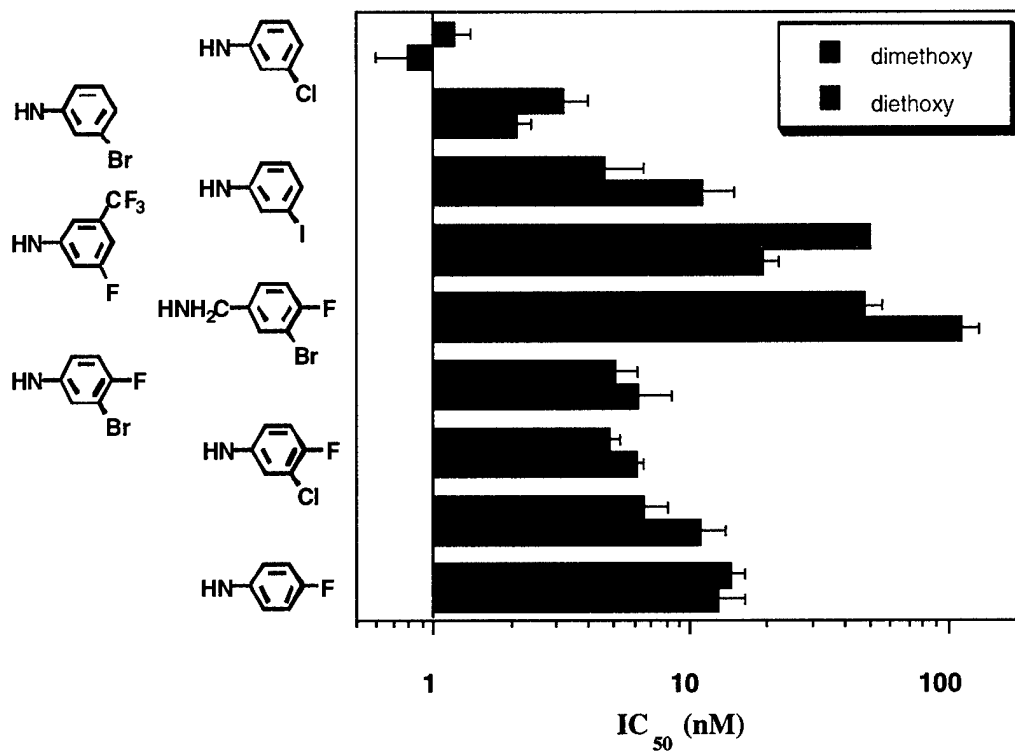 HN
Cl
dimethoxy
diethoxy
HN
Br
HN
I
CF3
HN
F
HNH2C
F
Br
HN
F
Br
HN
F
Cl
HN
F
1 10 100
IC50 (nM)